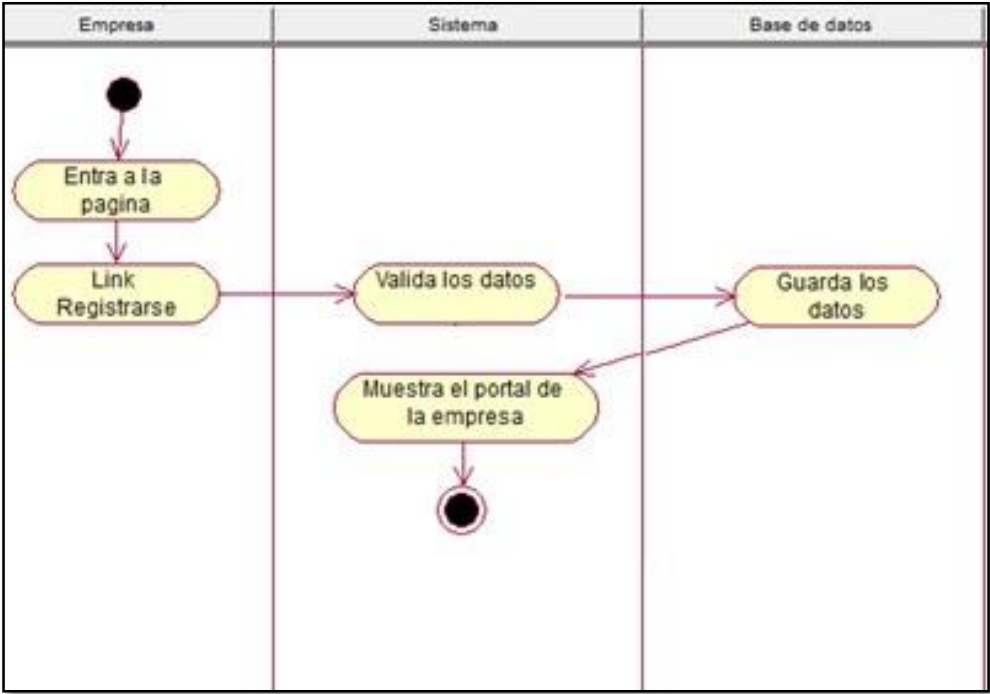 Empresa
Sistema
Base de datos
Entra a la
pagina
Link
Registrarse
Valida los datos
Guarda los
datos
Muestra el portal de
la empresa